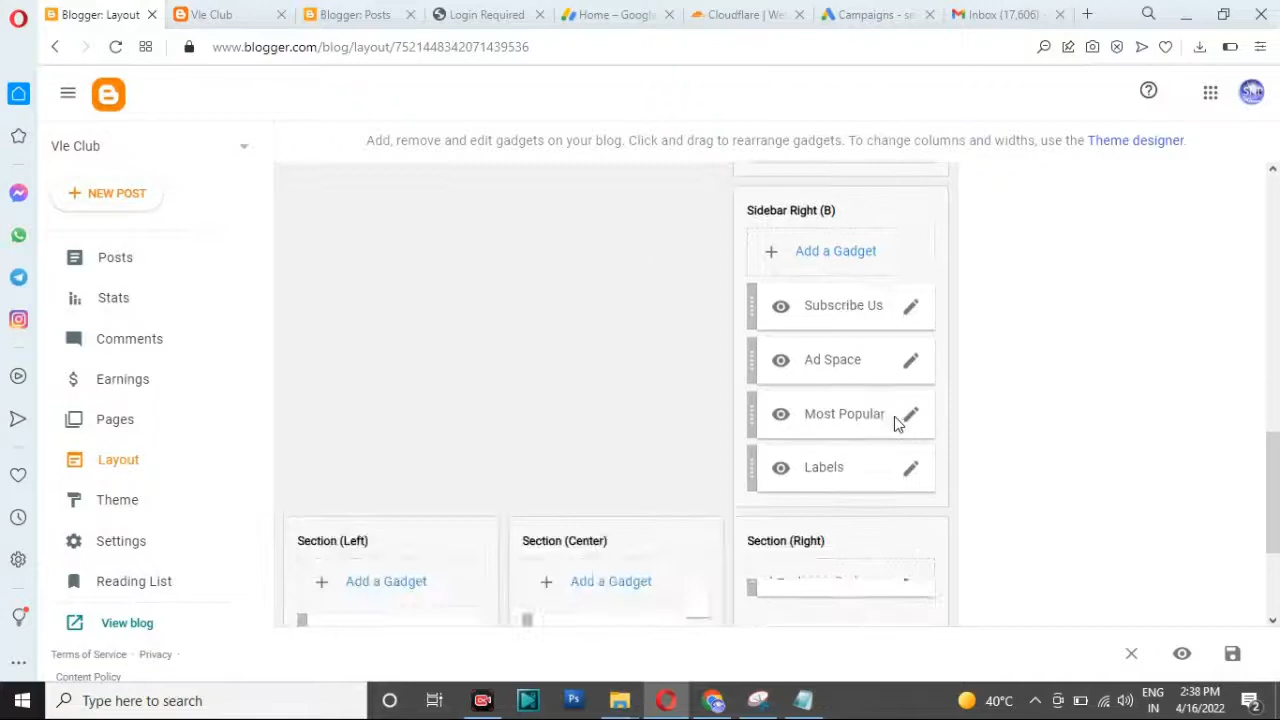 Blogger: Layout
Vle Club
Blogger: Posts
Login Required
Home – Googl
Cloudflare | We
Campaigns - se
Inbox (17,606)
www.blogger.com/blog/layout/7521448342071439536
Vle Club
Add, remove and edit gadgets on your blog. Click and drag to rearrange gadgets. To change columns and widths, use the Theme designer.
NEW POST
Posts
Stats
Comments
Earnings
Pages
Layout
Theme
Settings
Reading List
View blog
Terms of Service · Privacy ·
Content Policy
Sidebar Right (B)
Add a Gadget
Subscribe Us
Ad Space
Most Popular
Labels
Section (Left)
Add a Gadget
Section (Center)
Add a Gadget
Section (Right)
Type here to search
Ps
40°C
ENG
IN
2:38 PM
4/16/2022
2